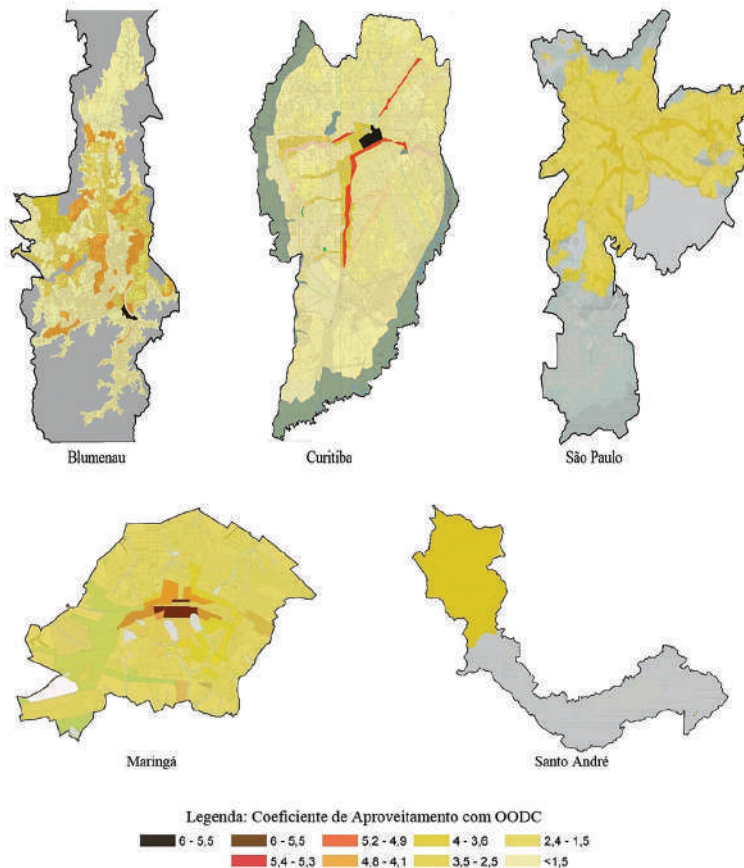 Blumenau
Curitiba
São Paulo
Maringá
Santo André
Legenda: Coeficiente de Aproveitamento com OODC
6 - 5,5
6 - 5,5
5,2 - 4,9
4 - 3,6
2,4 - 1,5
5,4 - 5,3
4,8 - 4,1
3,5 - 2,5
<1,5